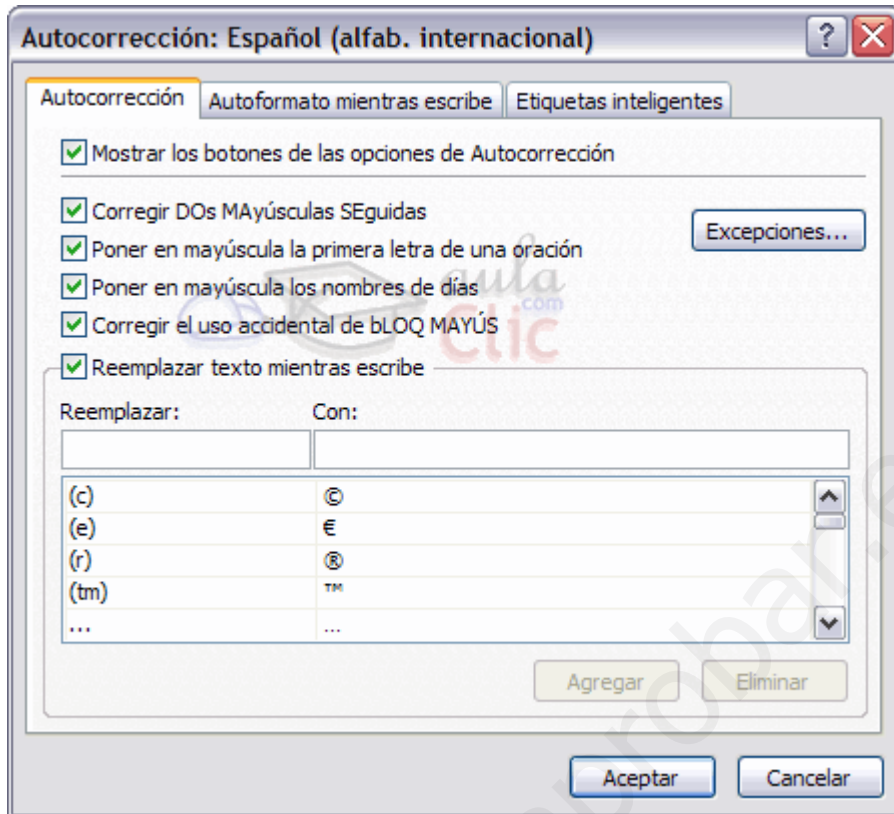 Autocorrección: Español (alfab. internacional)
Autocorrección Autoformato mientras escribe Etiquetas inteligentes
Mostrar los botones de las opciones de Autocorrección
Corregir DOs MAyúsculas SEguidas
Excepciones...
Poner en mayúscula la primera letra de una oración
Poner en mayúscula los nombres de días
Corregir el uso accidental de bLOQ MAYÚS
aula
.com
Clic
Reemplazar texto mientras escribe
Reemplazar: Con:
(c) ©
(e) €
(r) ®
(tm) ™
... …
Agregar Eliminar
Aceptar Cancelar